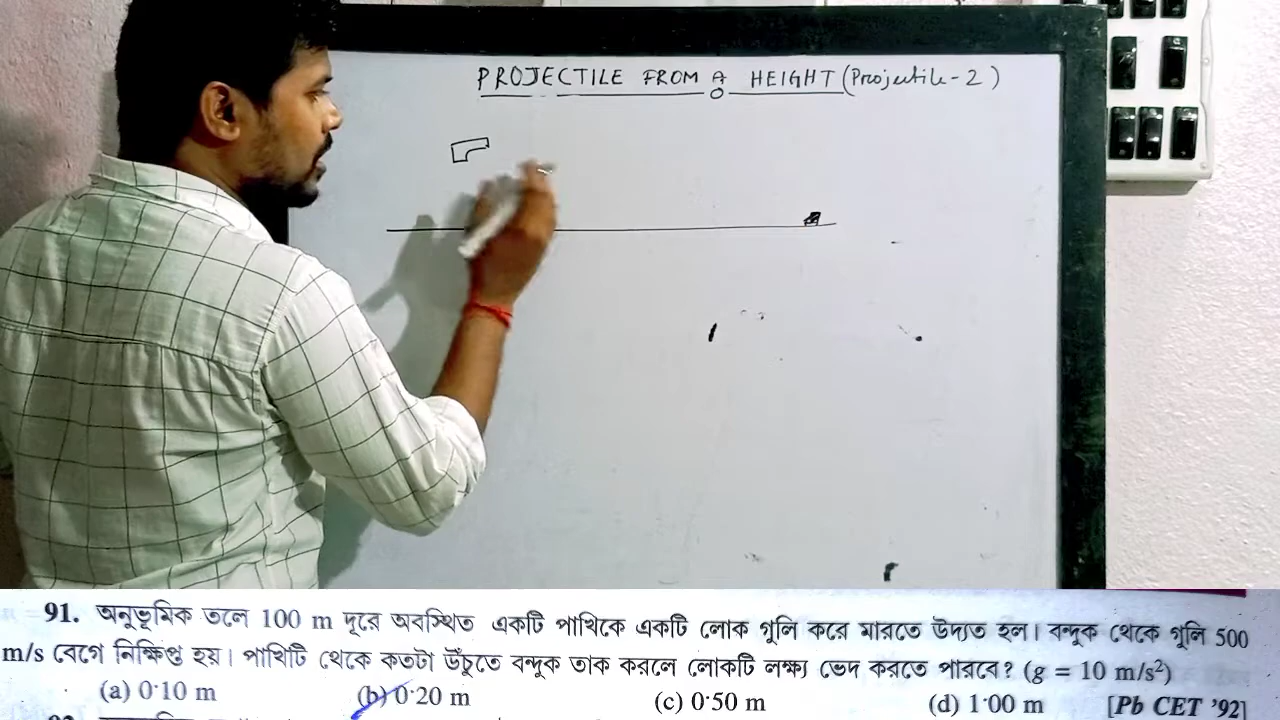 PROJECTILE FROM A HEIGHT (Projectile-2)
91. অনুভূমিক তলে 100 m দূরে অবস্থিত একটি পাখিকে একটি লোক গুলি করে মারতে উদ্যত হল। বন্দুক থেকে গুলি 500
m/s বেগে নিক্ষিপ্ত হয়। পাখিটি থেকে কতটা উঁচুতে বন্দুক তাক করলে লোকটি লক্ষ্য ভেদ করতে পারবে? (g = 10 m/s²)
(a) 0·10 m (b) 0·20 m (c) 0·50 m (d) 1·00 m [Pb CET '92]